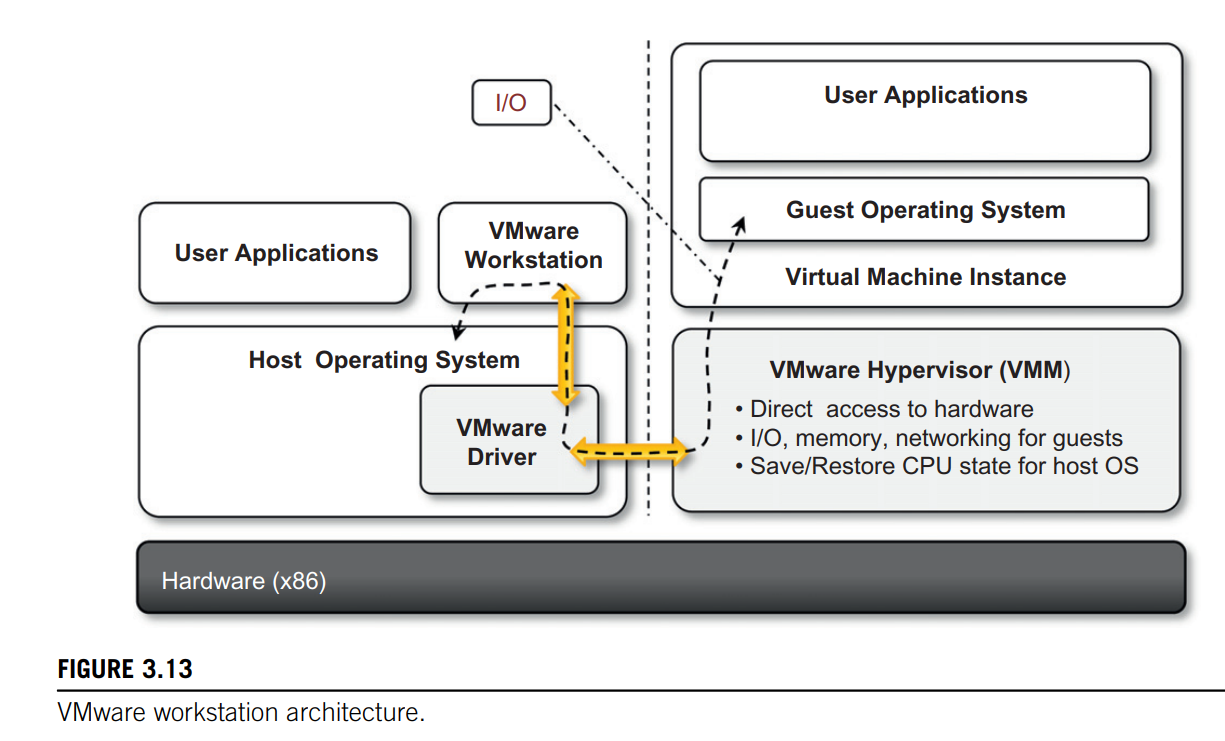 I/O
User Applications
VMware
Workstation
Host  Operating System
VMware
Driver
User Applications
Guest Operating System
Virtual Machine Instance
VMware Hypervisor (VMM)
• Direct  access to hardware
• I/O, memory, networking for guests
• Save/Restore CPU state for host OS
Hardware (x86)
FIGURE 3.13
VMware workstation architecture.